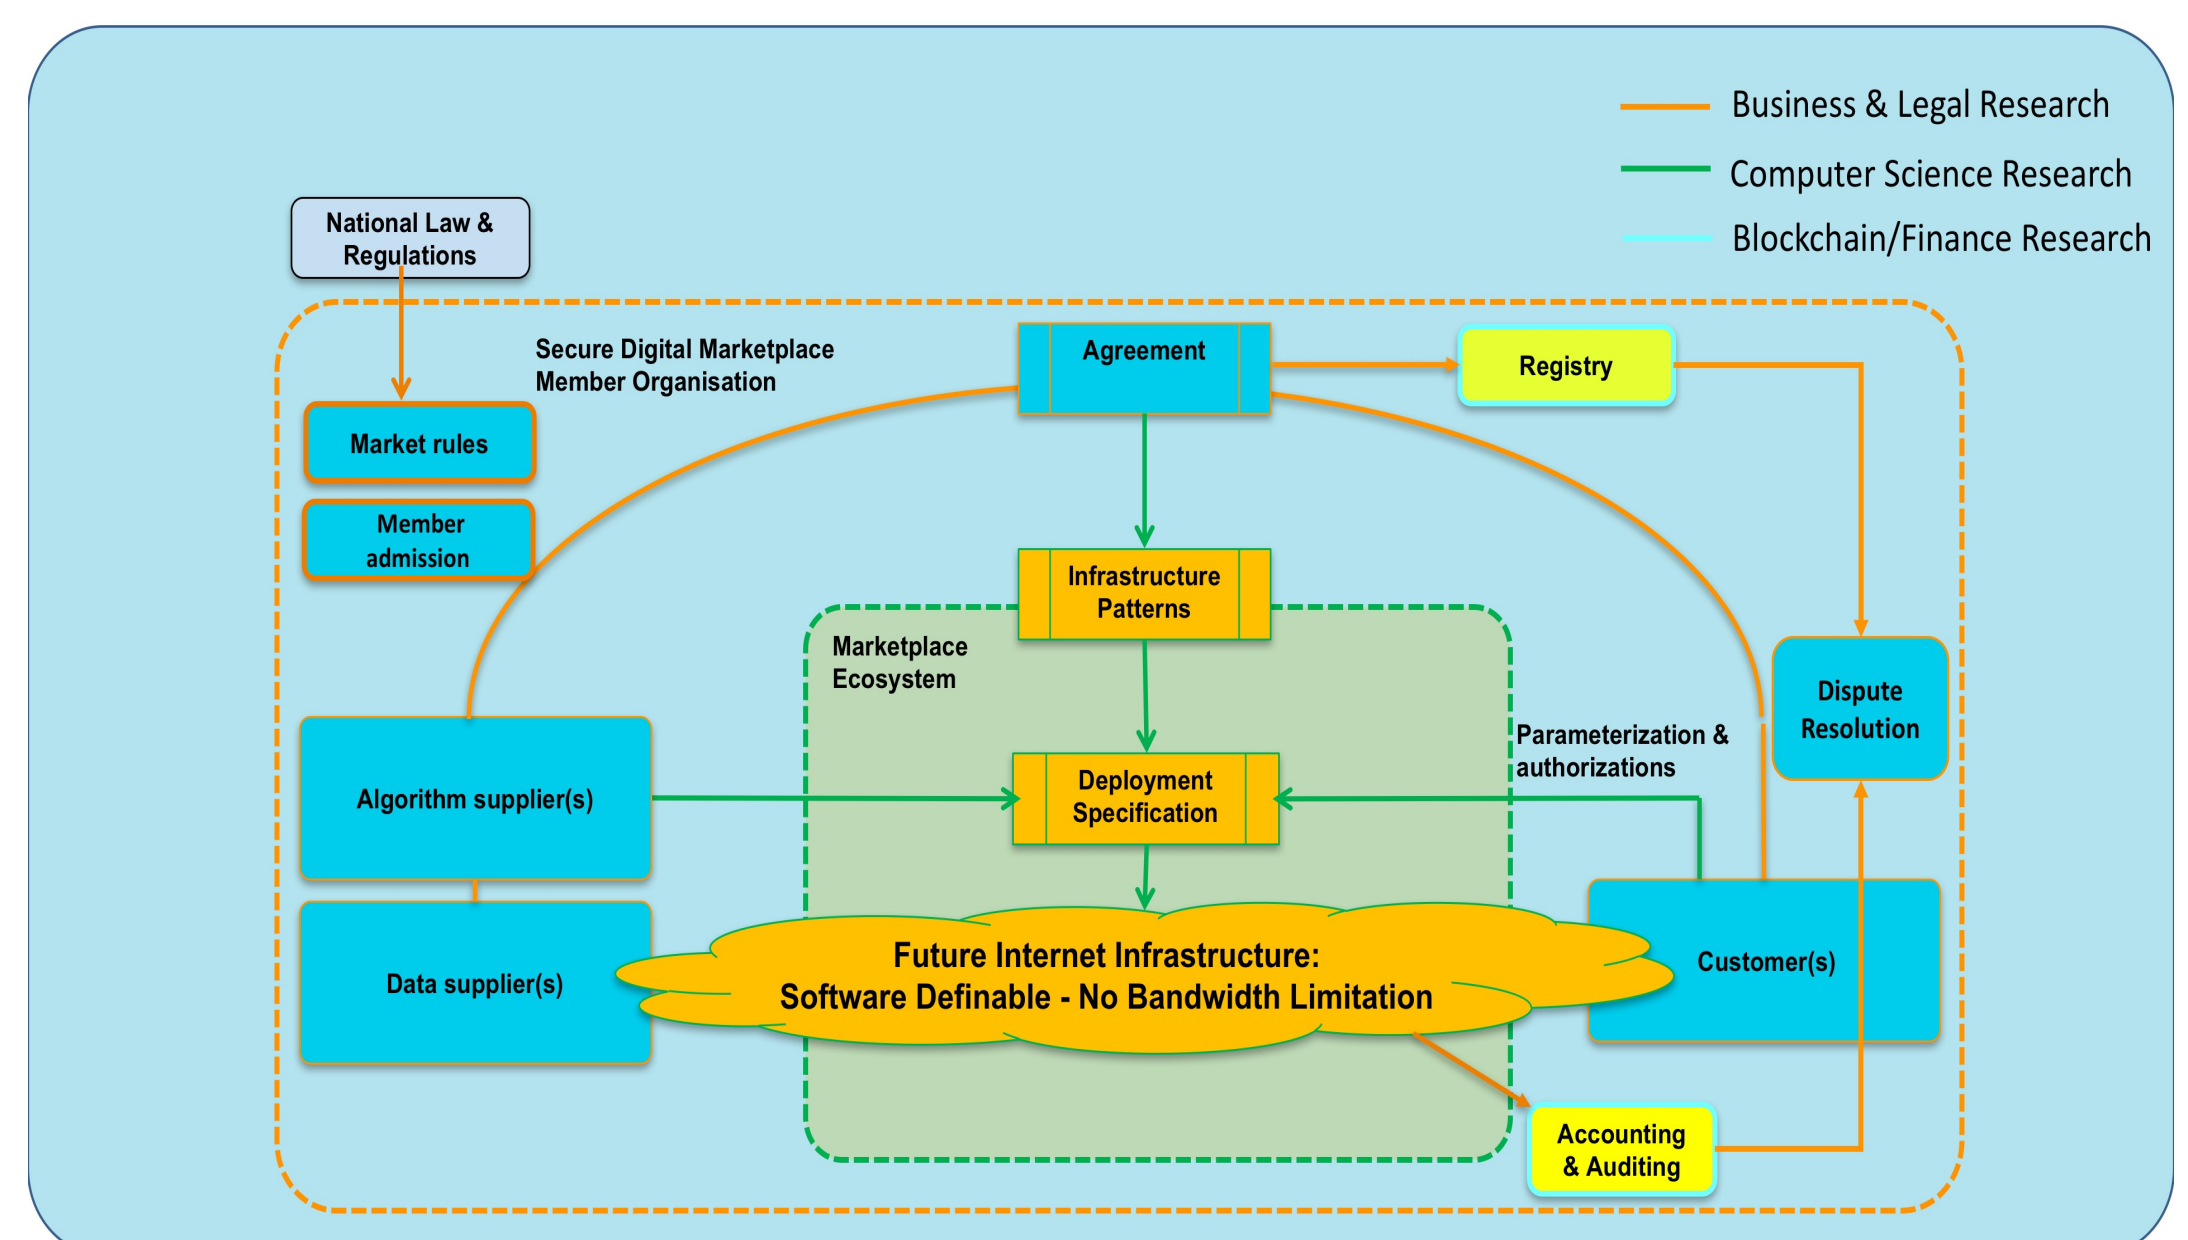 Business & Legal Research
Computer Science Research
Blockchain/Finance Research
National Law &
Regulations
Secure Digital Marketplace
Member Organisation
Agreement
Registry
Market rules
Member
admission
Infrastructure
Patterns
Marketplace
Ecosystem
Dispute
Resolution
Parameterization &
authorizations
Algorithm supplier(s)
Deployment
Specification
Future Internet Infrastructure:
Software Definable - No Bandwidth Limitation
Data supplier(s)
Customer(s)
Accounting
& Auditing